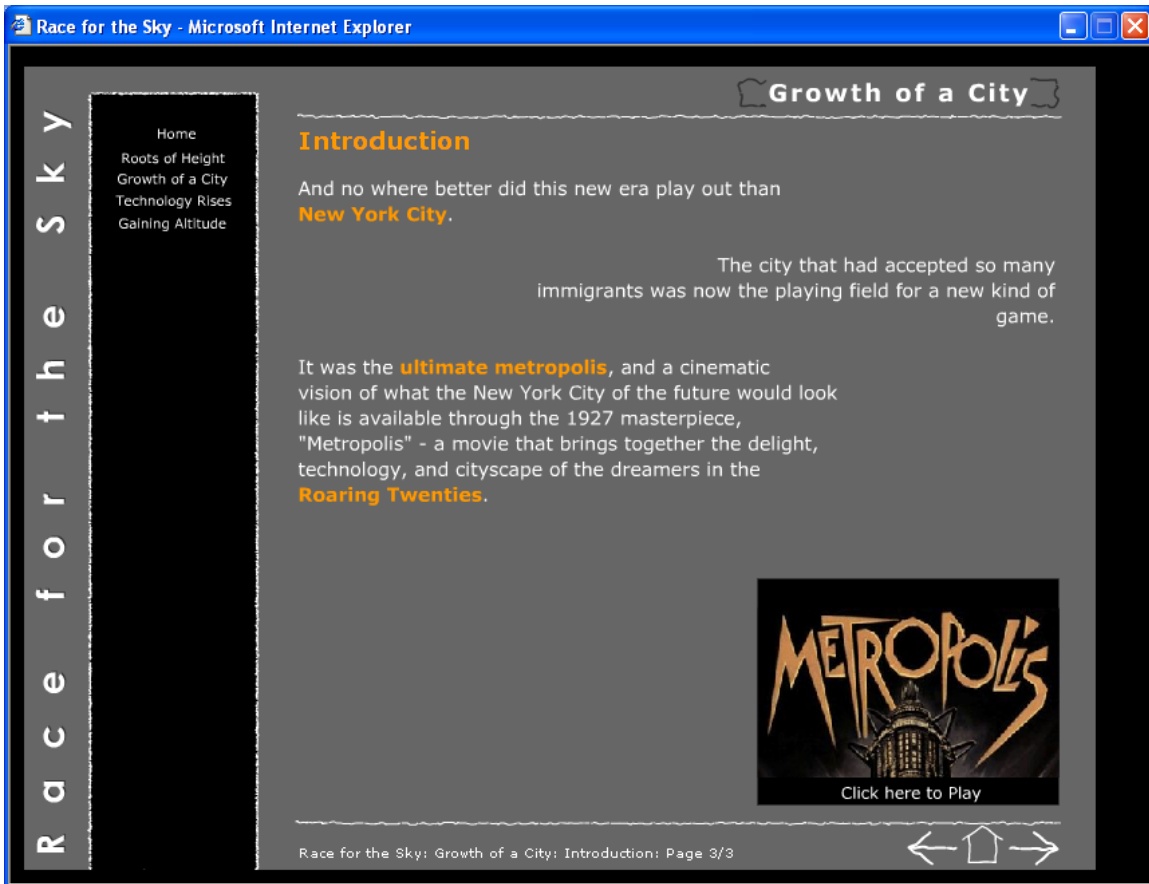 Race for the Sky - Microsoft Internet Explorer
Race for the Sky
Home
Roots of Height
Growth of a City
Technology Rises
Gaining Altitude
Growth of a City
Introduction
And no where better did this new era play out than
New York City.
The city that had accepted so many
immigrants was now the playing field for a new kind of
game.
It was the ultimate metropolis, and a cinematic
vision of what the New York City of the future would look
like is available through the 1927 masterpiece,
"Metropolis" - a movie that brings together the delight,
technology, and cityscape of the dreamers in the
Roaring Twenties.
METROPOLIS
Click here to Play
Race for the Sky: Growth of a City: Introduction: Page 3/3